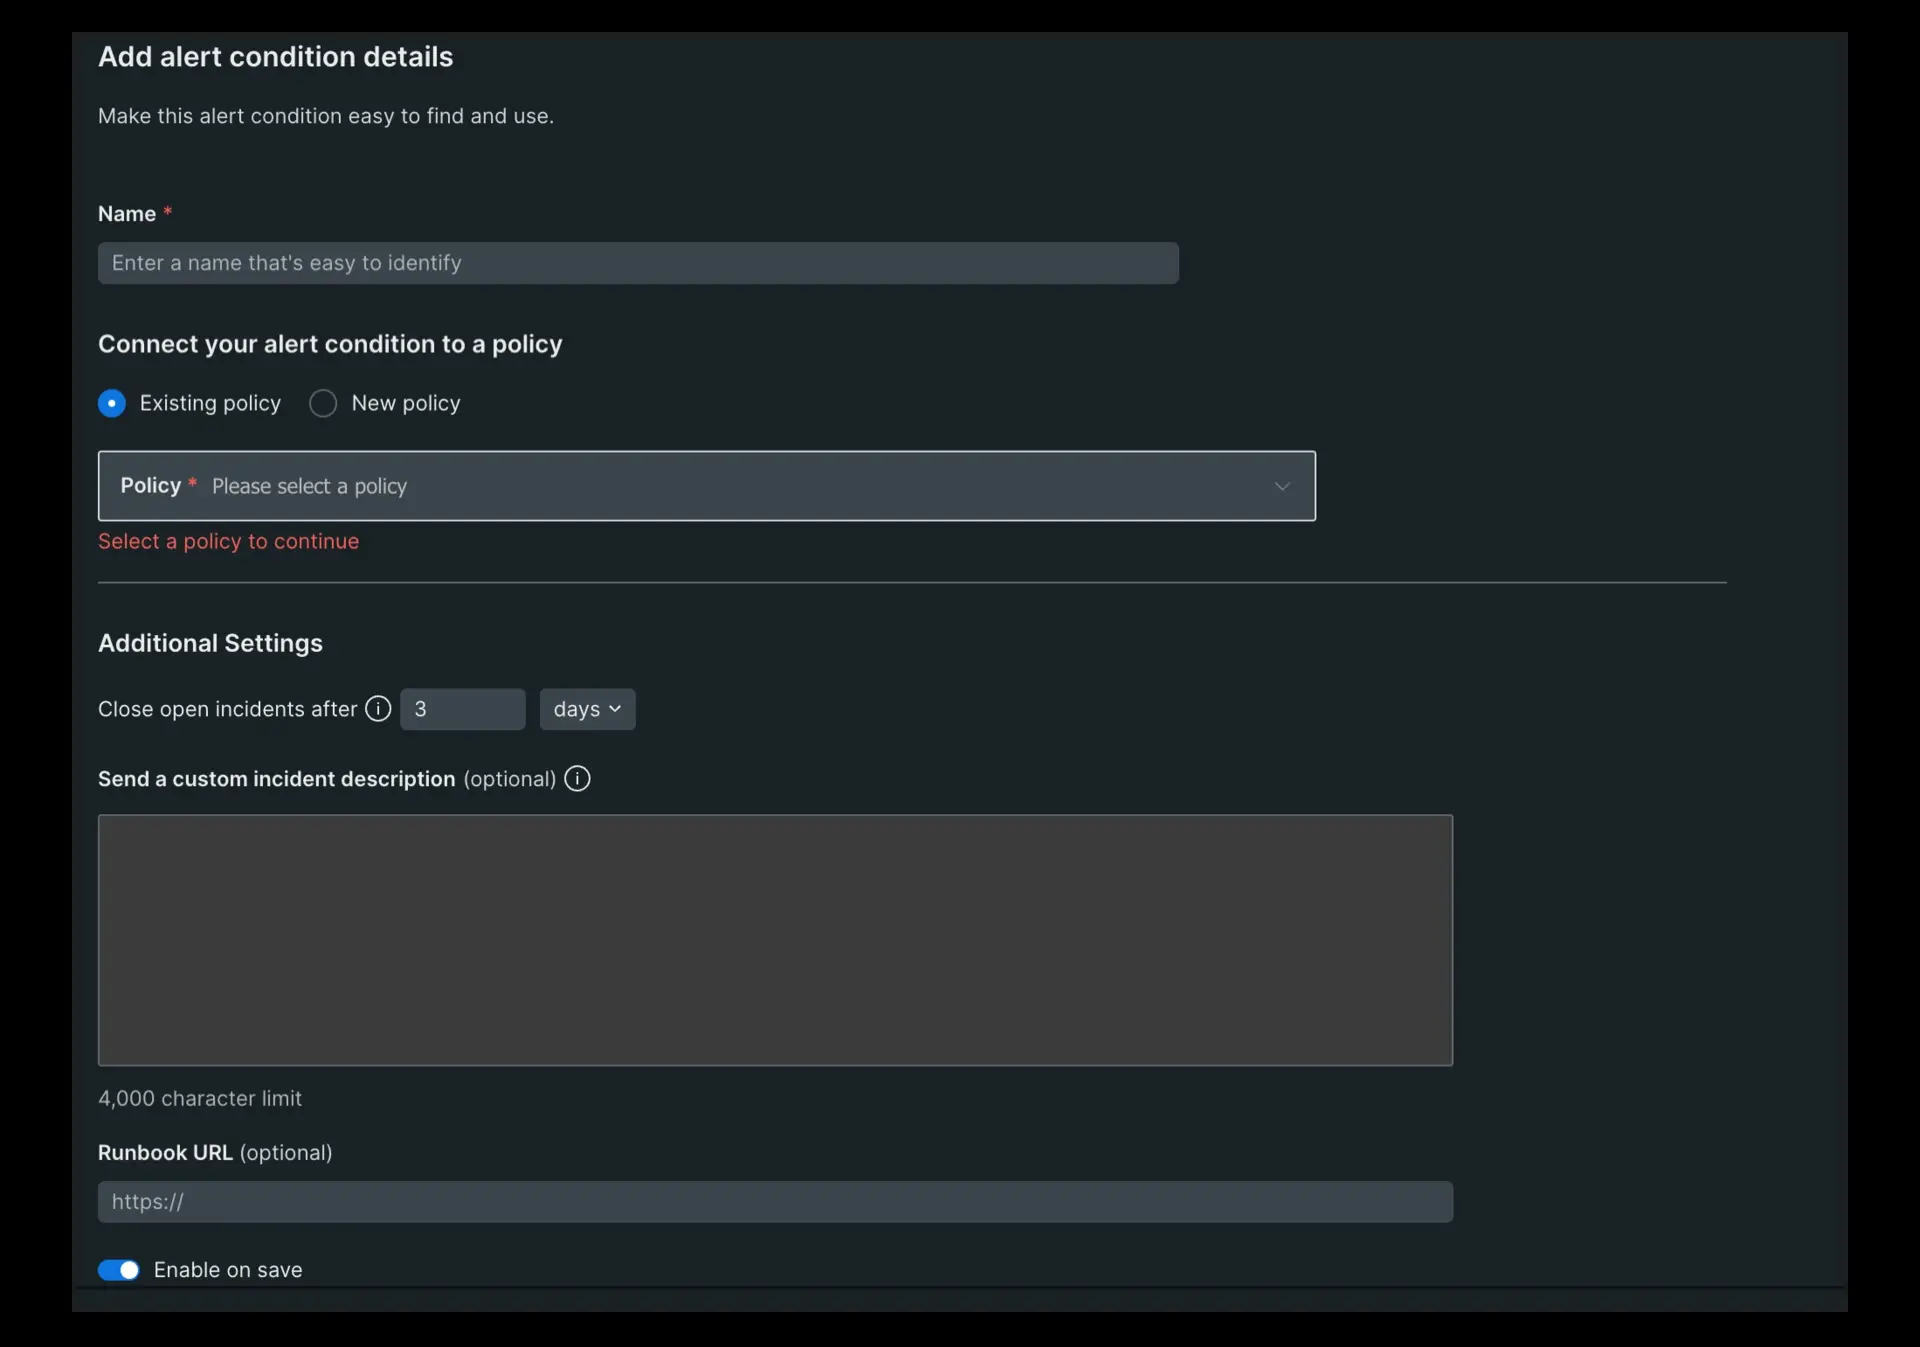 Add alert condition details
Make this alert condition easy to find and use.
Name *
Enter a name that's easy to identify
Connect your alert condition to a policy
Existing policy New policy
Policy * Please select a policy
Select a policy to continue
Additional Settings
Close open incidents after 3 days
Send a custom incident description (optional)
4,000 character limit
Runbook URL (optional)
https://
Enable on save